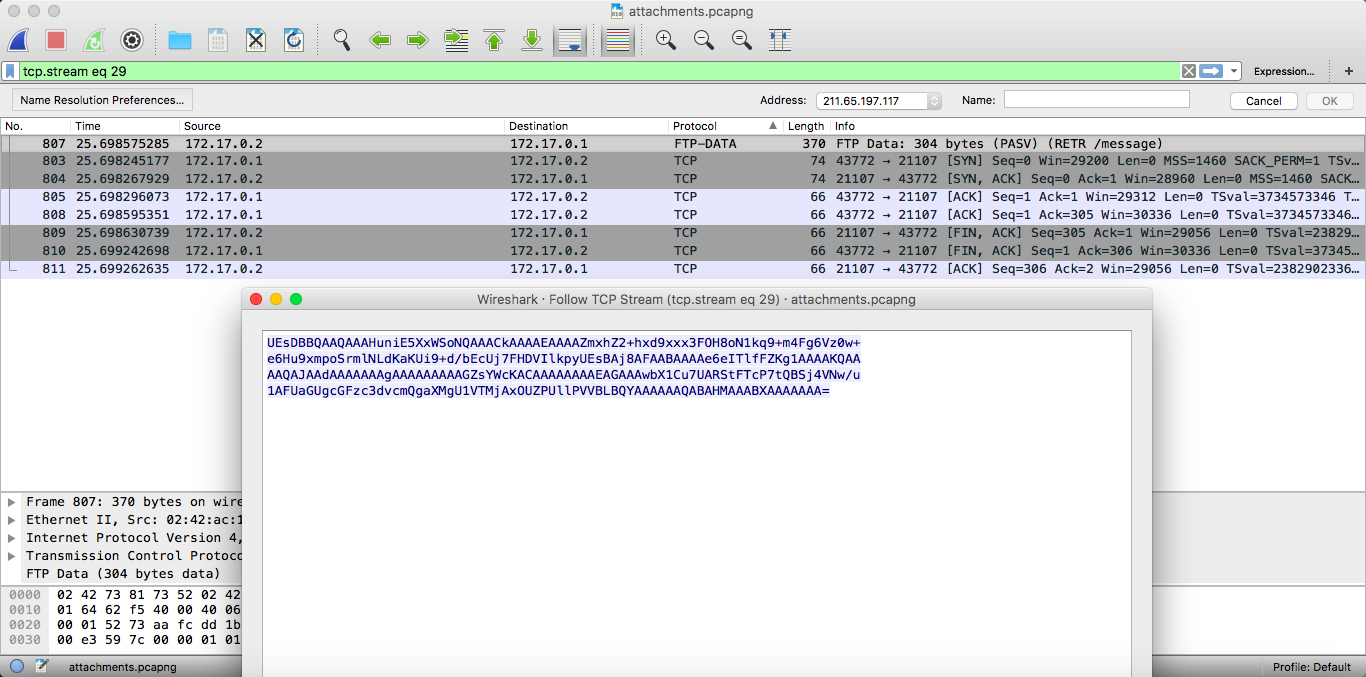 attachments.pcapng
tcp.stream eq 29
Expression...
+
Name Resolution Preferences...
Address:
211.65.197.117
Name:
Cancel
OK
No. Time Source Destination Protocol Length Info
807 25.698575285 172.17.0.2 172.17.0.1 FTP-DATA 370 FTP Data: 304 bytes (PASV) (RETR /message)
803 25.698245177 172.17.0.1 172.17.0.2 TCP 74 43772 → 21107 [SYN] Seq=0 Win=29200 Len=0 MSS=1460 SACK_PERM=1 TSv…
804 25.698267929 172.17.0.2 172.17.0.1 TCP 74 21107 → 43772 [SYN, ACK] Seq=0 Ack=1 Win=28960 Len=0 MSS=1460 SACK…
805 25.698296073 172.17.0.1 172.17.0.2 TCP 66 43772 → 21107 [ACK] Seq=1 Ack=1 Win=29312 Len=0 TSval=3734573346 T…
808 25.698595351 172.17.0.1 172.17.0.2 TCP 66 43772 → 21107 [ACK] Seq=1 Ack=305 Win=30336 Len=0 TSval=3734573346…
809 25.698630739 172.17.0.2 172.17.0.1 TCP 66 21107 → 43772 [FIN, ACK] Seq=305 Ack=1 Win=29056 Len=0 TSval=23829…
810 25.699242698 172.17.0.1 172.17.0.2 TCP 66 43772 → 21107 [FIN, ACK] Seq=1 Ack=306 Win=30336 Len=0 TSval=37345…
811 25.699262635 172.17.0.2 172.17.0.1 TCP 66 21107 → 43772 [ACK] Seq=306 Ack=2 Win=29056 Len=0 TSval=2382902336…
Wireshark · Follow TCP Stream (tcp.stream eq 29) · attachments.pcapng
UEsDBBQAAQAAAHuniE5XxWSoNQAAACkAAAAEAAAAZmxhZ2+hxd9xxx3FOH8oN1kq9+m4Fg6Vz0w+
e6Hu9xmpoSrmlNLdKaKUi9+d/bEcUj7FHDVIlkpyUEsBAj8AFAABAAAAe6eITlfFZKg1AAAAKQAA
AAQAJAAdAAAAAAAgAAAAAAAAAGZsYWcKACAAAAAAAAEAGAAAwbX1Cu7UARStFTcP7tQBSj4VNw/u
1AFUaGUgcGFzc3dvcmQgaXMgU1VTMjAxOUZPUllPVVBLBQYAAAAAAQABAHMAAABXAAAAAAA=
Frame 807: 370 bytes on wire
Ethernet II, Src: 02:42:ac:1
Internet Protocol Version 4,
Transmission Control Protoco
FTP Data (304 bytes data)
0000 02 42 73 81 73 52 02 42
0010 01 64 62 f5 40 00 40 06
0020 00 01 52 73 aa fc dd 1b
0030 00 e3 59 7c 00 00 01 01
attachments.pcapng
Profile: Default